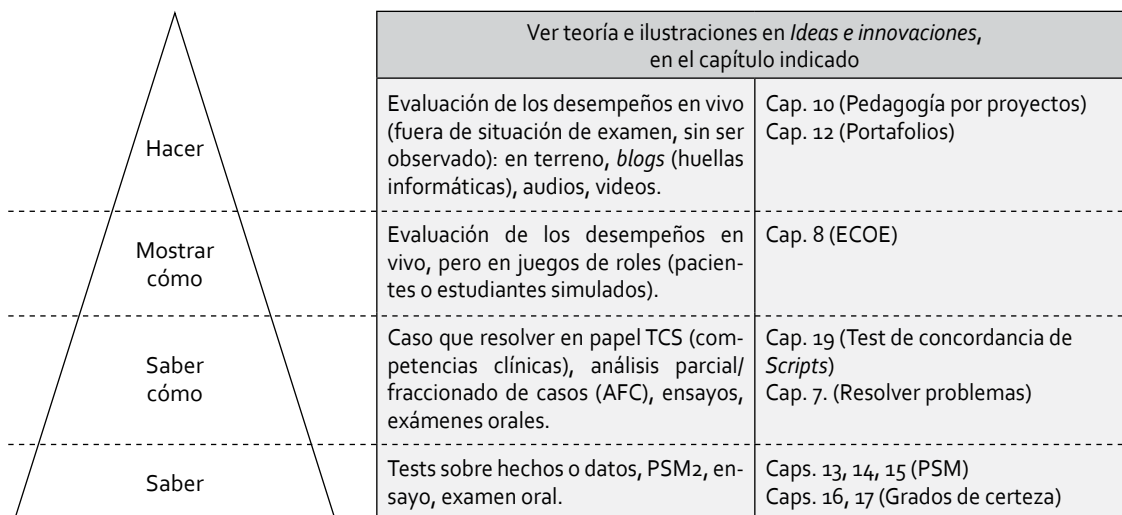 Ver teoría e ilustraciones en Ideas e innovaciones,
en el capítulo indicado
Hacer
Evaluación de los desempeños en vivo
(fuera de situación de examen, sin ser
observado): en terreno, blogs (huellas
informáticas), audios, videos.
Cap. 10 (Pedagogía por proyectos)
Cap. 12 (Portafolios)
Mostrar
cómo
Evaluación de los desempeños en
vivo, pero en juegos de roles (pacien-
tes o estudiantes simulados).
Cap. 8 (ECOE)
Saber
cómo
Caso que resolver en papel TCS (com-
petencias clínicas), análisis parcial/
fraccionado de casos (AFC), ensayos,
exámenes orales.
Cap. 19 (Test de concordancia de
Scripts)
Cap. 7. (Resolver problemas)
Saber
Tests sobre hechos o datos, PSM2, en-
sayo, examen oral.
Caps. 13, 14, 15 (PSM)
Caps. 16, 17 (Grados de certeza)